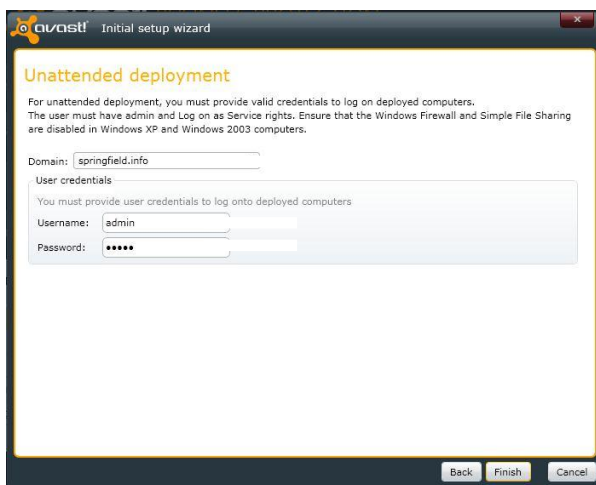 avast! Initial setup wizard
Unattended deployment
For unattended deployment, you must provide valid credentials to log on deployed computers.
The user must have admin and Log on as Service rights. Ensure that the Windows Firewall and Simple File Sharing
are disabled in Windows XP and Windows 2003 computers.
Domain: springfield.info
User credentials
You must provide user credentials to log onto deployed computers
Username: admin
Password: •••••
Back Finish Cancel